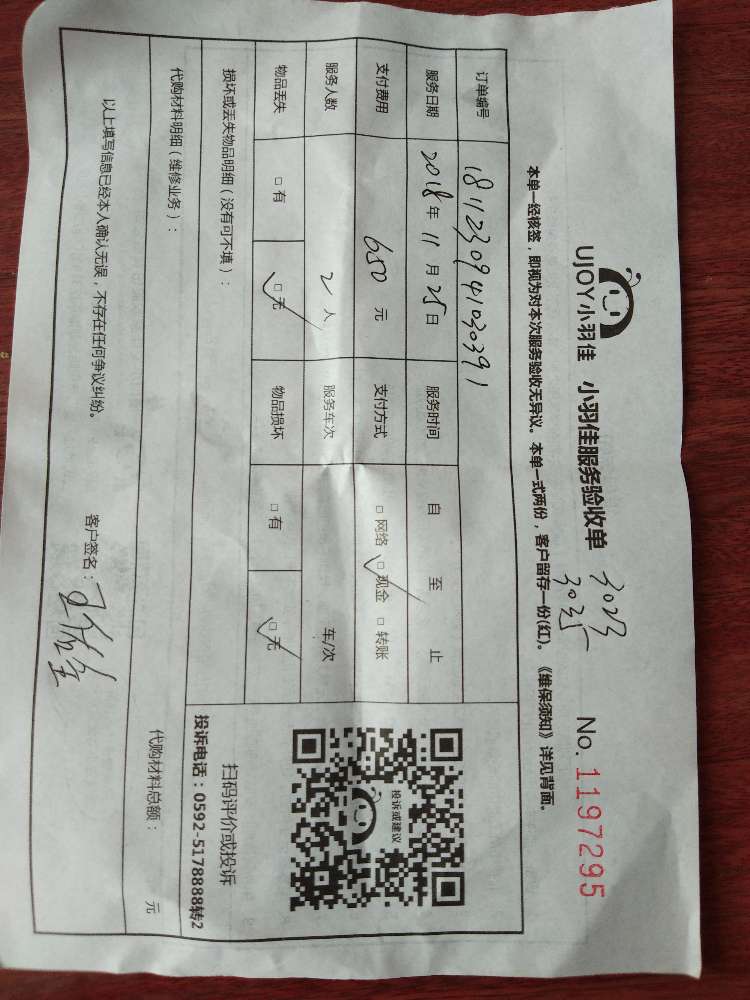 UJOY小羽佳 小羽佳服务验收单 No. 1197295
3023
本单一经核签，即视为对本次服务验收无异议。本单一式两份，客户留存一份(红)。《维保须知》详见背面。
订单编号 1811230941030391
服务日期 2018年 11月 25日 服务时间 自 至 止
支付费用 650 元 支付方式 □ 网络 □ 现金 □ 转账
服务人数 2 人 服务车次 车/次
物品丢失 □ 有 □ 无 物品损坏 □ 有 □ 无
投诉或建议
扫码评价或投诉
投诉电话：0592-5178888转2
损坏或丢失物品明细（没有可不填）：
代购材料明细（维修业务）： 代购材料总额： 元
以上填写信息已经本人确认无误，不存在任何争议纠纷。 客户签名：